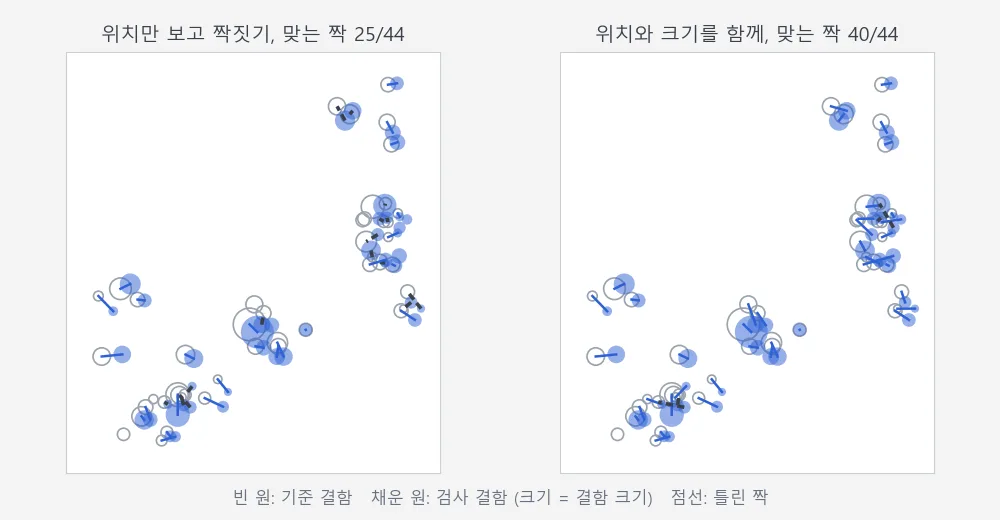 위치만 보고 짝짓기, 맞는 짝 25/44
위치와 크기를 함께, 맞는 짝 40/44
빈 원: 기준 결함 채운 원: 검사 결함 (크기 = 결함 크기) 점선: 틀린 짝